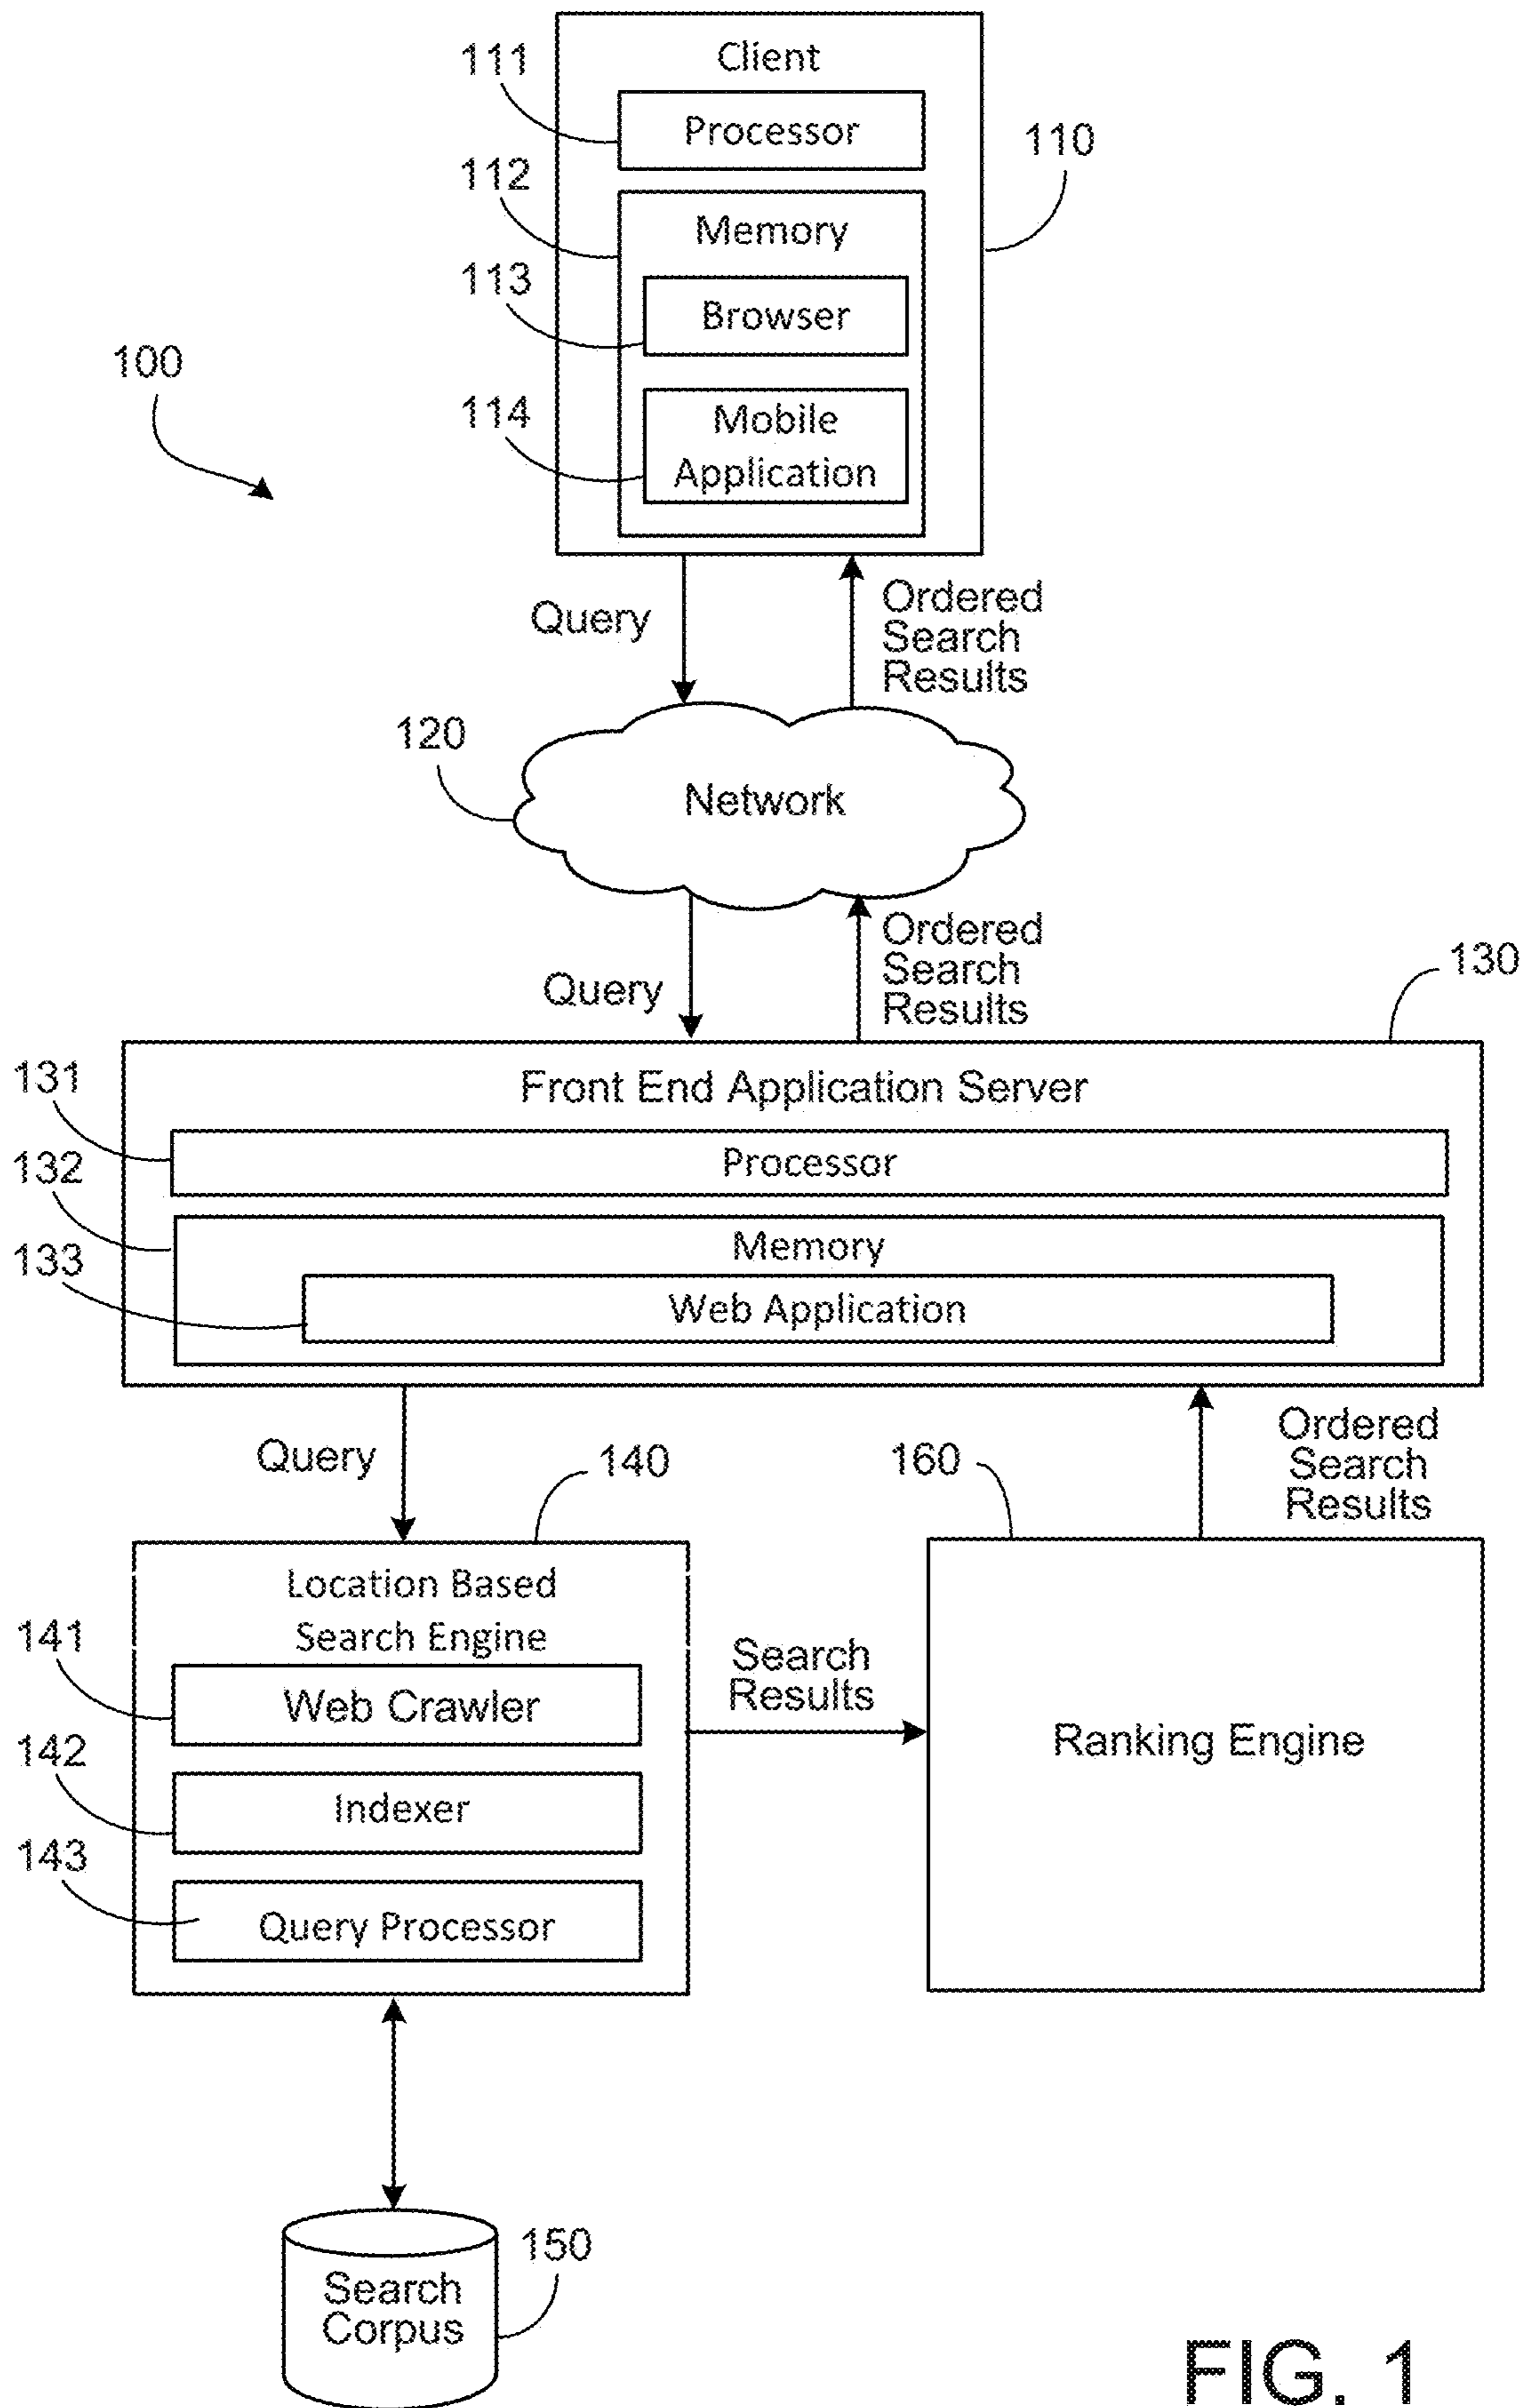 Client
111
Processor
110
112
Memory
113
Browser
100
114
Mobile
Application
Query
Ordered
Search
Results
120
Network
Query
Ordered
Search
Results
130
Front End Application Server
131
Processor
132
Memory
133
Web Application
Query
140
160
Ordered
Search
Results
Location Based
Search Engine
141
Web Crawler
Search
Results
Ranking Engine
142
Indexer
143
Query Processor
150
Search
Corpus
FIG. 1